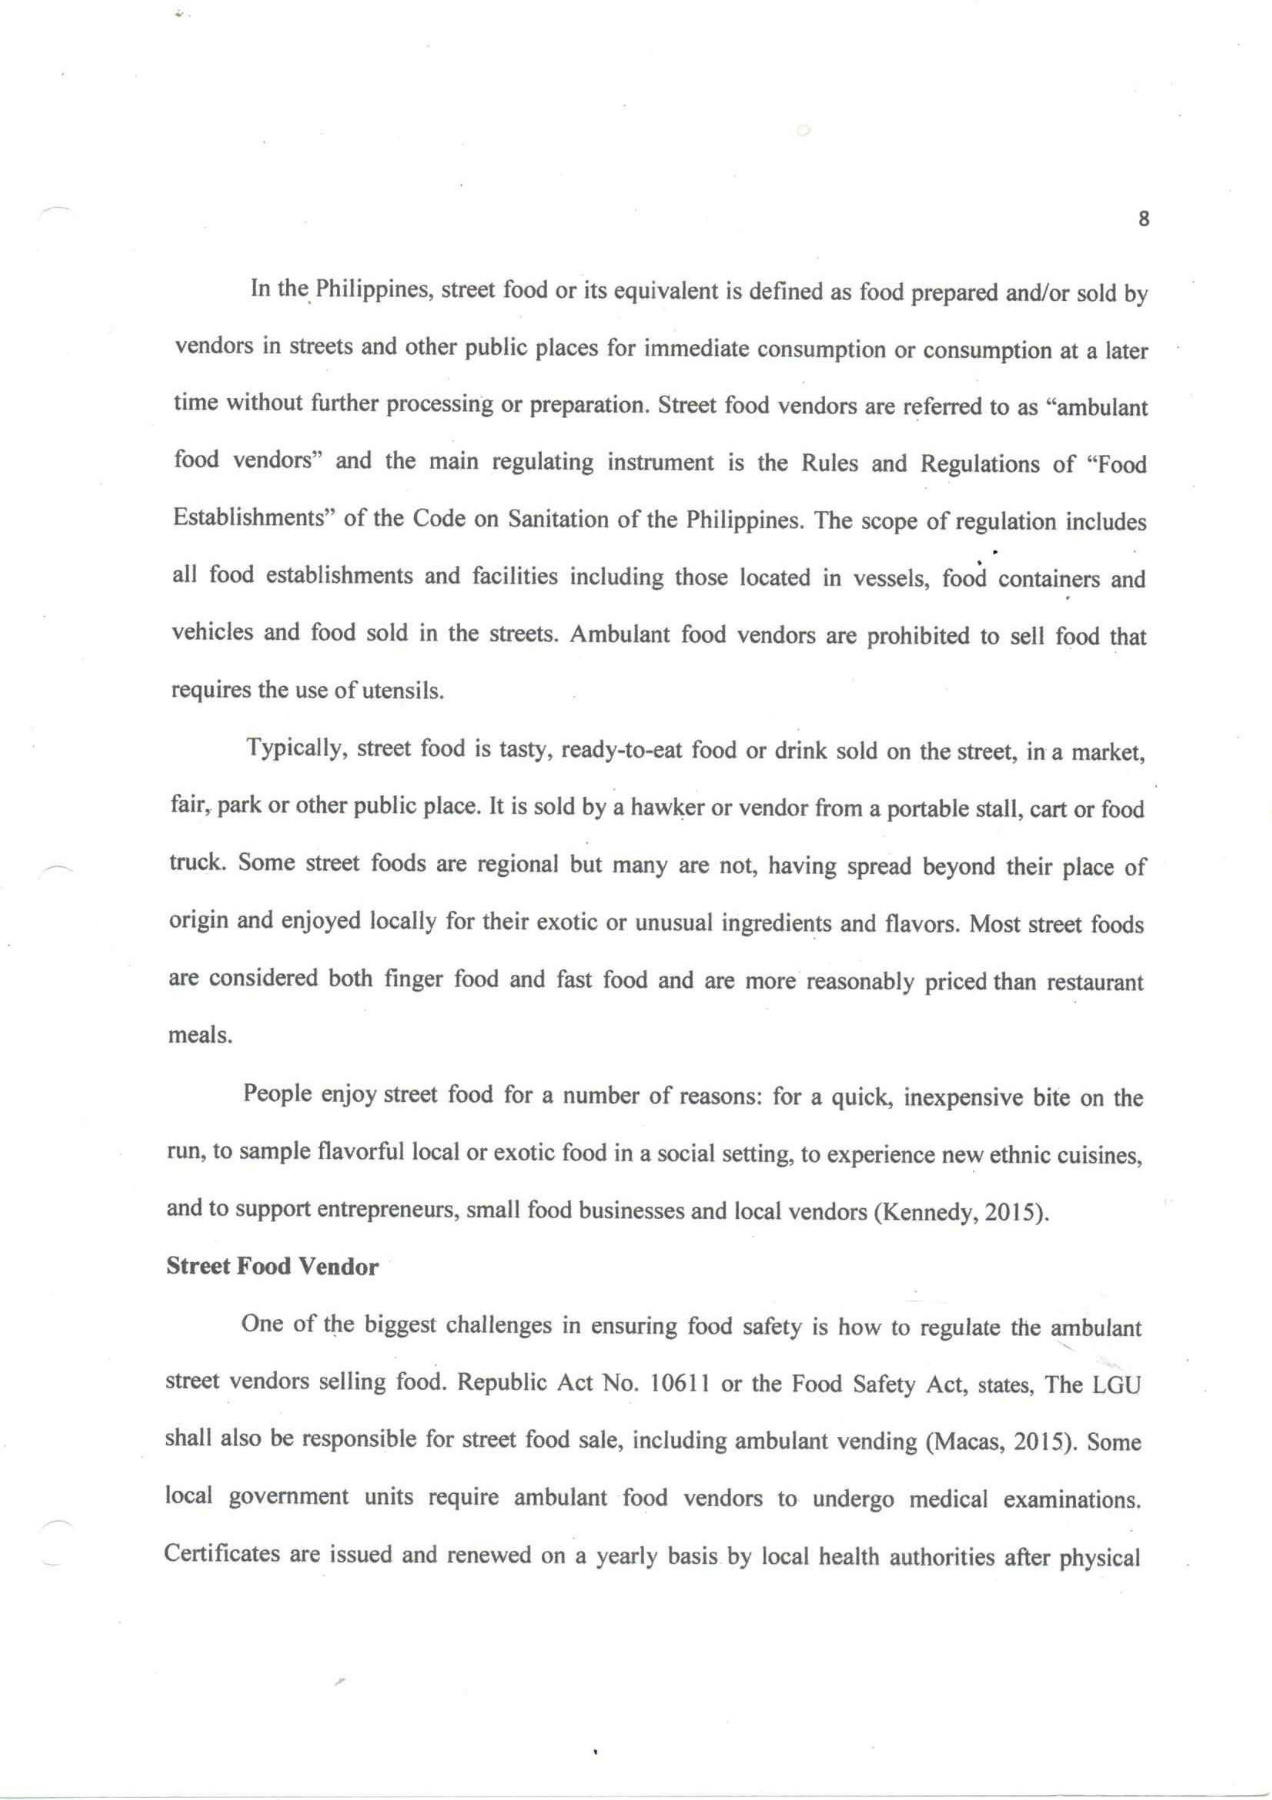 8
In the Philippines, street food or its equivalent is defined as food prepared and/or sold by
vendors in streets and other public places for immediate consumption or consumption at a later
time without further processing or preparation. Street food vendors are referred to as “ambulant
food vendors” and the main regulating instrument is the Rules and Regulations of “Food
Establishments” of the Code on Sanitation of the Philippines. The scope of regulation includes
all food establishments and facilities including those located in vessels, food containers and
vehicles and food sold in the streets. Ambulant food vendors are prohibited to sell food that
requires the use of utensils.
Typically, street food is tasty, ready-to-eat food or drink sold on the street, in a market,
fair, park or other public place. It is sold by a hawker or vendor from a portable stall, cart or food
truck. Some street foods are regional but many are not, having spread beyond their place of
origin and enjoyed locally for their exotic or unusual ingredients and flavors. Most street foods
are considered both finger food and fast food and are more reasonably priced than restaurant
meals.
People enjoy street food for a number of reasons: for a quick, inexpensive bite on the
run, to sample flavorful local or exotic food in a social setting, to experience new ethnic cuisines,
and to support entrepreneurs, small food businesses and local vendors (Kennedy, 2015).
Street Food Vendor
One of the biggest challenges in ensuring food safety is how to regulate the ambulant
street vendors selling food. Republic Act No. 10611 or the Food Safety Act, states, The LGU
shall also be responsible for street food sale, including ambulant vending (Macas, 2015). Some
local government units require ambulant food vendors to undergo medical examinations.
Certificates are issued and renewed on a yearly basis by local health authorities after physical